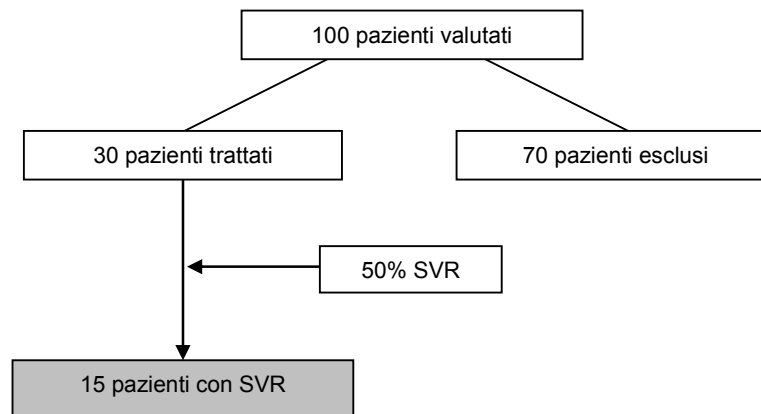 100 pazienti valutati
30 pazienti trattati
70 pazienti esclusi
50% SVR
15 pazienti con SVR